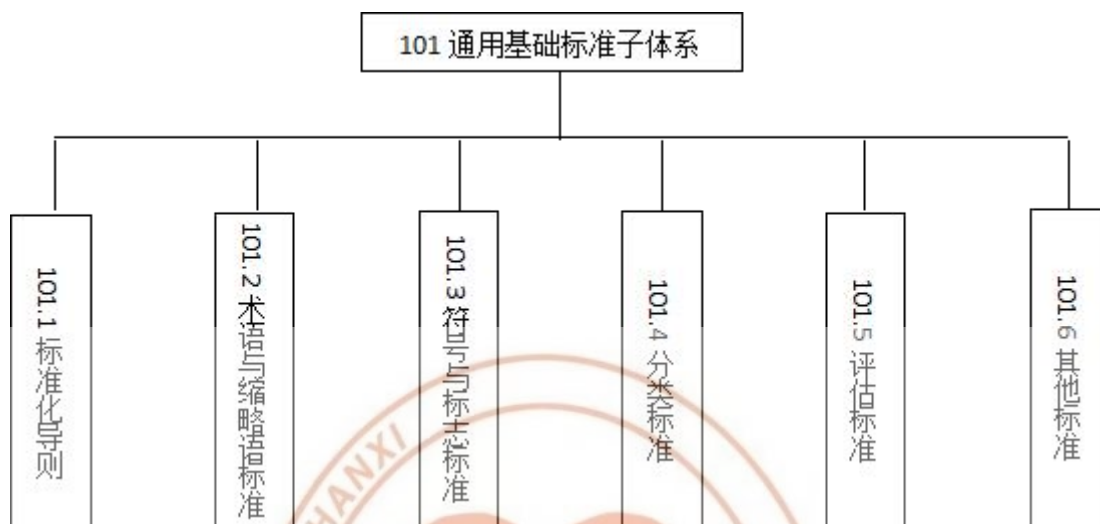 101 通用基础标准子体系
101.1 标准化导则
101.2 术语与缩略语标准
101.3 符号与标志标准
101.4 分类标准
101.5 评估标准
101.6 其他标准
HANXI